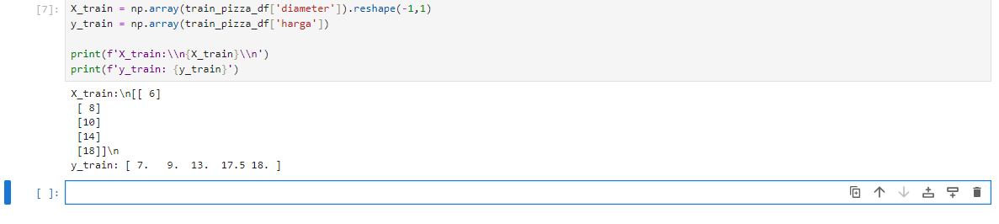 [7]: X_train = np.array(train_pizza_df['diameter']).reshape(-1,1)
y_train = np.array(train_pizza_df['harga'])
print(f'X_train:\\n{X_train}\\n')
print(f'y_train: {y_train}')
X_train:\n[[ 6]
[ 8]
[10]
[14]
[18]]\n
y_train: [ 7.   9.  13.  17.5 18. ]
[ ]: